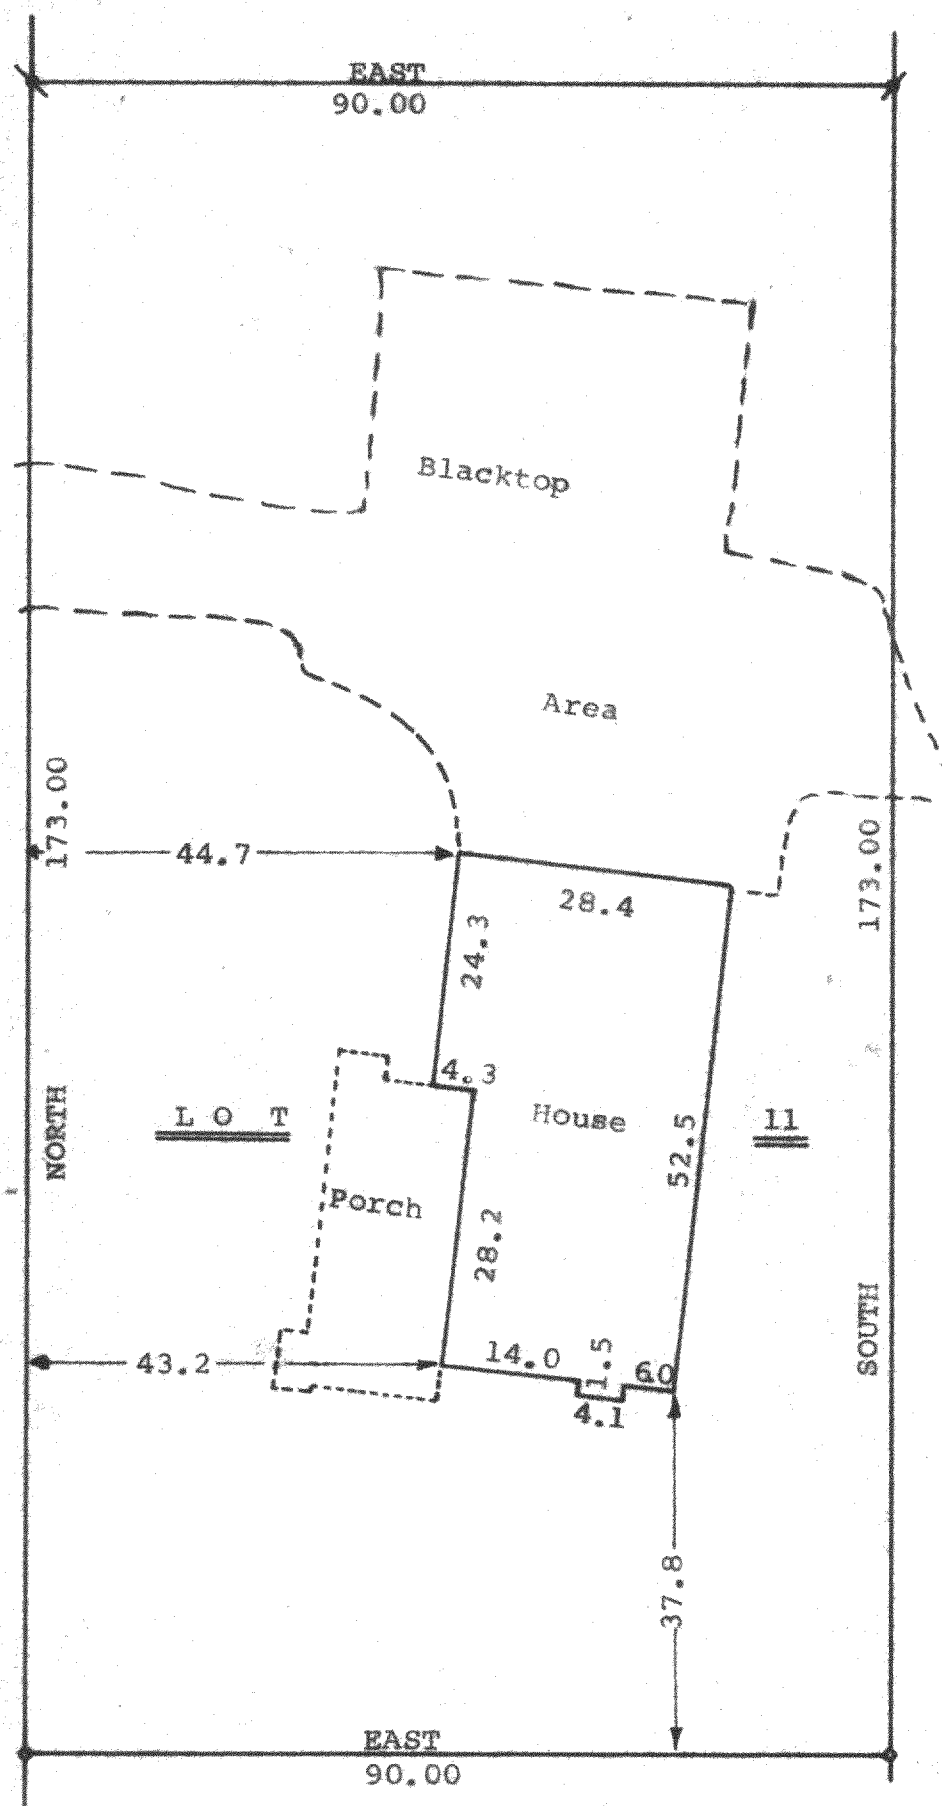 EAST
90.00
Blacktop
Area
173.00
44.7
173.00
28.4
24.3
4.3
House
LOT
11
NORTH
52.5
Porch
28.2
SOUTH
43.2
14.0
1.5
6.0
4.1
37.8
EAST
90.00